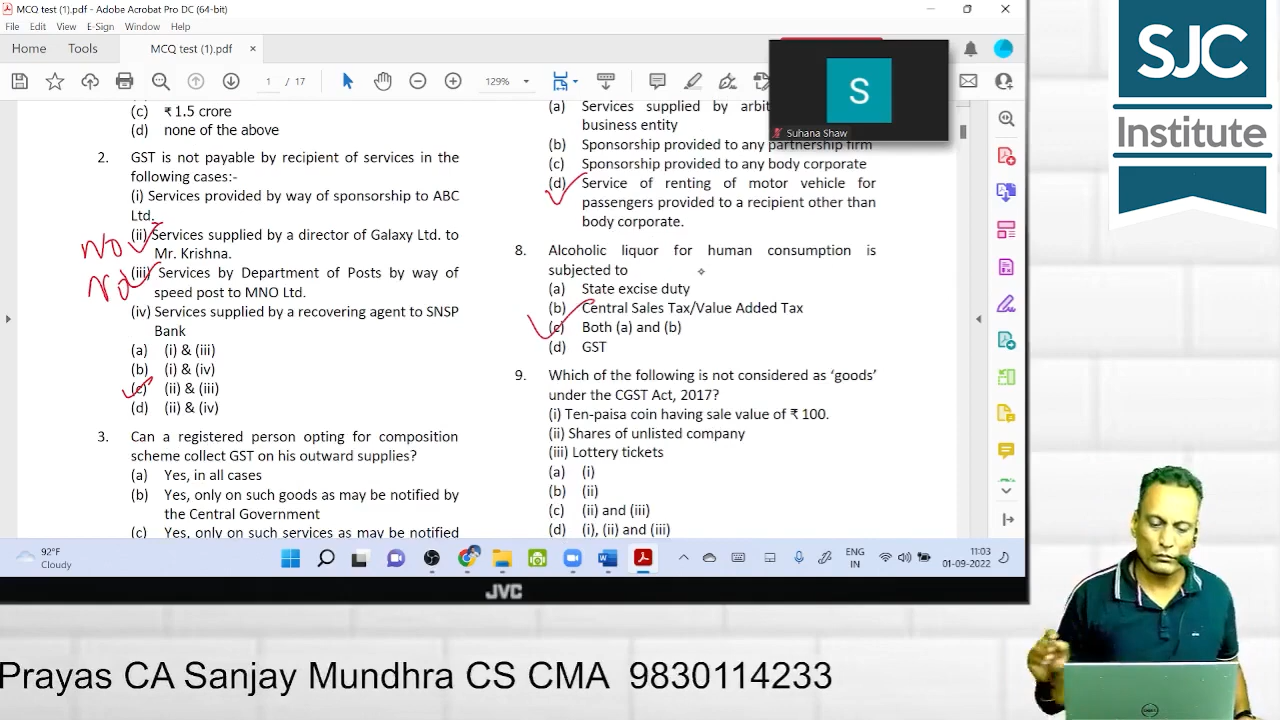 MCQ test (1).pdf - Adobe Acrobat Pro DC (64-bit)
File Edit View E-Sign Window Help
Home Tools MCQ test (1).pdf ×
1 / 17 129%
S
Suhana Shaw
(c) ₹ 1.5 crore
(d) none of the above
2. GST is not payable by recipient of services in the
following cases:-
(i) Services provided by way of sponsorship to ABC
Ltd.
No
(ii) Services supplied by a director of Galaxy Ltd. to
Mr. Krishna.
(iii) Services by Department of Posts by way of
speed post to MNO Ltd.
(iv) Services supplied by a recovering agent to SNSP
Bank
(a) (i) & (iii)
(b) (i) & (iv)
(c) (ii) & (iii)
(d) (ii) & (iv)
3. Can a registered person opting for composition
scheme collect GST on his outward supplies?
(a) Yes, in all cases
(b) Yes, only on such goods as may be notified by
the Central Government
(c) Yes, only on such services as may be notified
(a) Services supplied by
business entity
(b) Sponsorship provided to any partnership firm
(c) Sponsorship provided to any body corporate
(d) Service of renting of motor vehicle for
passengers provided to a recipient other than
body corporate.
8. Alcoholic liquor for human consumption is
subjected to
(a) State excise duty
(b) Central Sales Tax/Value Added Tax
(c) Both (a) and (b)
(d) GST
9. Which of the following is not considered as ‘goods’
under the CGST Act, 2017?
(i) Ten-paisa coin having sale value of ₹ 100.
(ii) Shares of unlisted company
(iii) Lottery tickets
(a) (i)
(b) (ii)
(c) (ii) and (iii)
(d) (i), (ii) and (iii)
92°F
Cloudy
ENG
IN
11:03
01-09-2022
JVC
SJC
Institute
Prayas CA Sanjay Mundhra CS CMA 9830114233